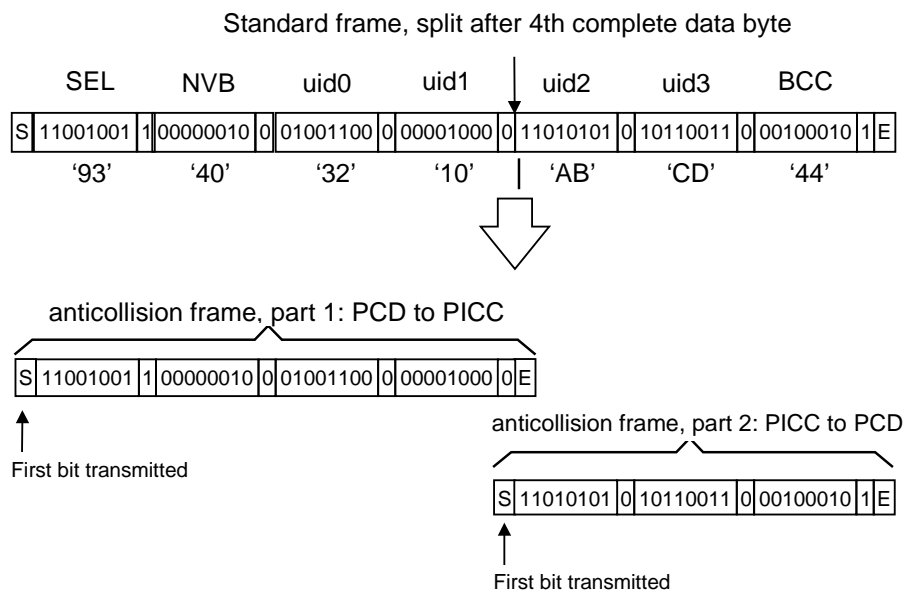 Standard frame, split after 4th complete data byte
SEL NVB uid0 uid1 uid2 uid3 BCC
S 11001001 1 00000010 0 01001100 0 00001000 0 11010101 0 10110011 0 00100010 1 E
‘93’ ‘40’ ‘32’ ‘10’ ‘AB’ ‘CD’ ‘44’
anticollision frame, part 1: PCD to PICC
S 11001001 1 00000010 0 01001100 0 00001000 0 E
First bit transmitted
anticollision frame, part 2: PICC to PCD
S 11010101 0 10110011 0 00100010 1 E
First bit transmitted